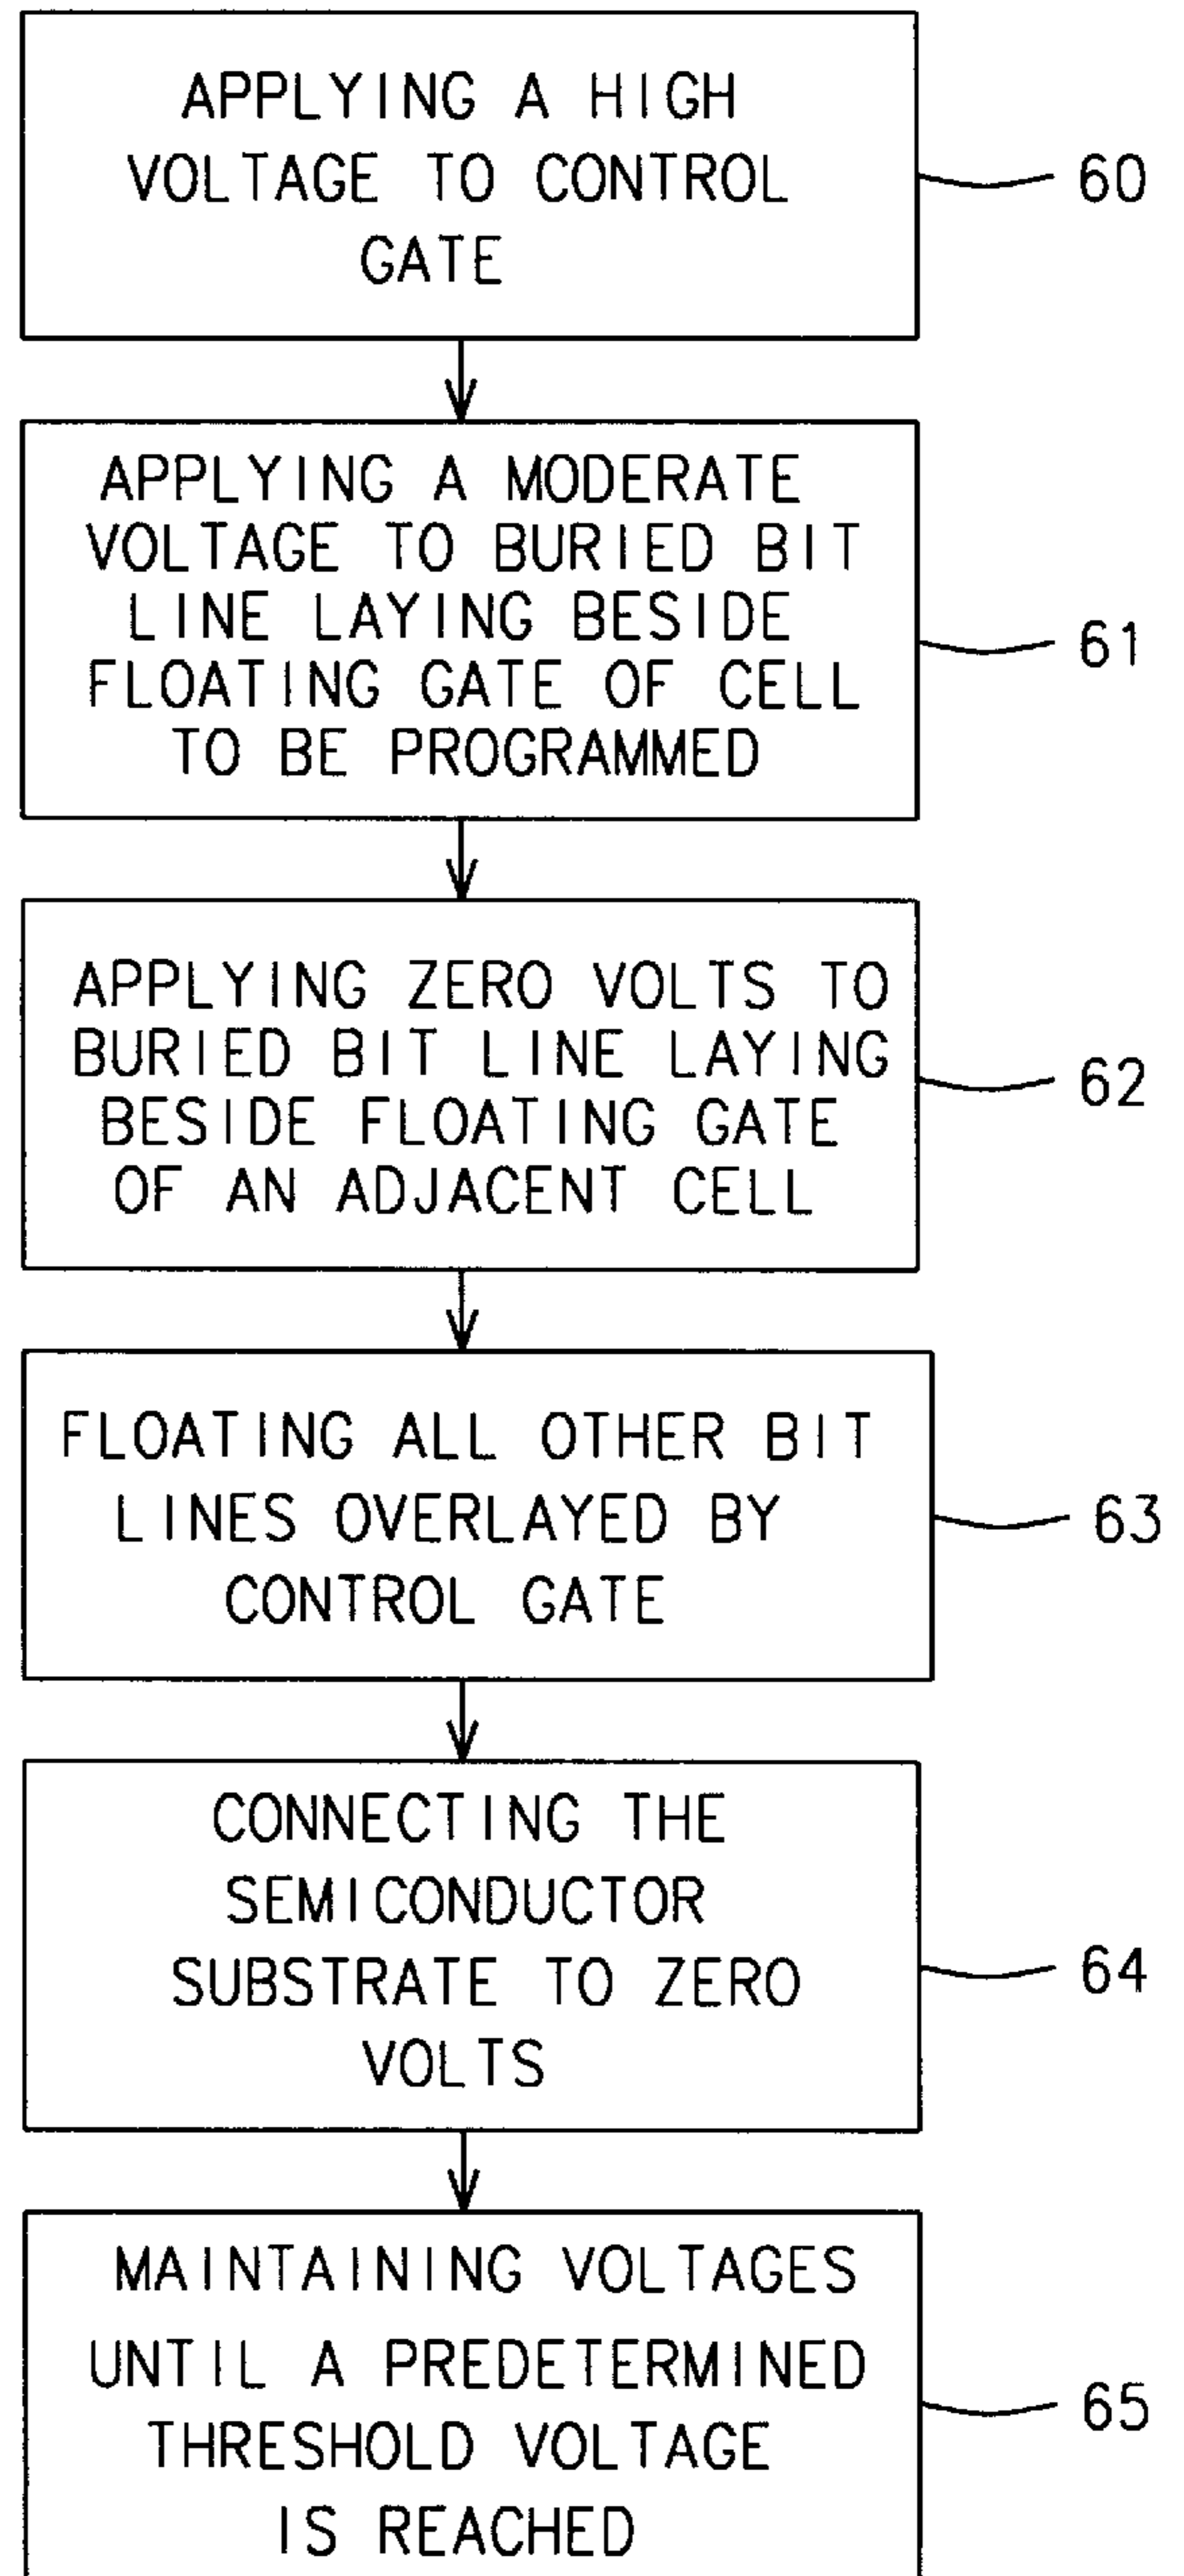 APPLYING A HIGH
VOLTAGE TO CONTROL
GATE
60
APPLYING A MODERATE
VOLTAGE TO BURIED BIT
LINE LAYING BESIDE
FLOATING GATE OF CELL
TO BE PROGRAMMED
61
APPLYING ZERO VOLTS TO
BURIED BIT LINE LAYING
BESIDE FLOATING GATE
OF AN ADJACENT CELL
62
FLOATING ALL OTHER BIT
LINES OVERLAYED BY
CONTROL GATE
63
CONNECTING THE
SEMICONDUCTOR
SUBSTRATE TO ZERO
VOLTS
64
MAINTAINING VOLTAGES
UNTIL A PREDETERMINED
THRESHOLD VOLTAGE
IS REACHED
65